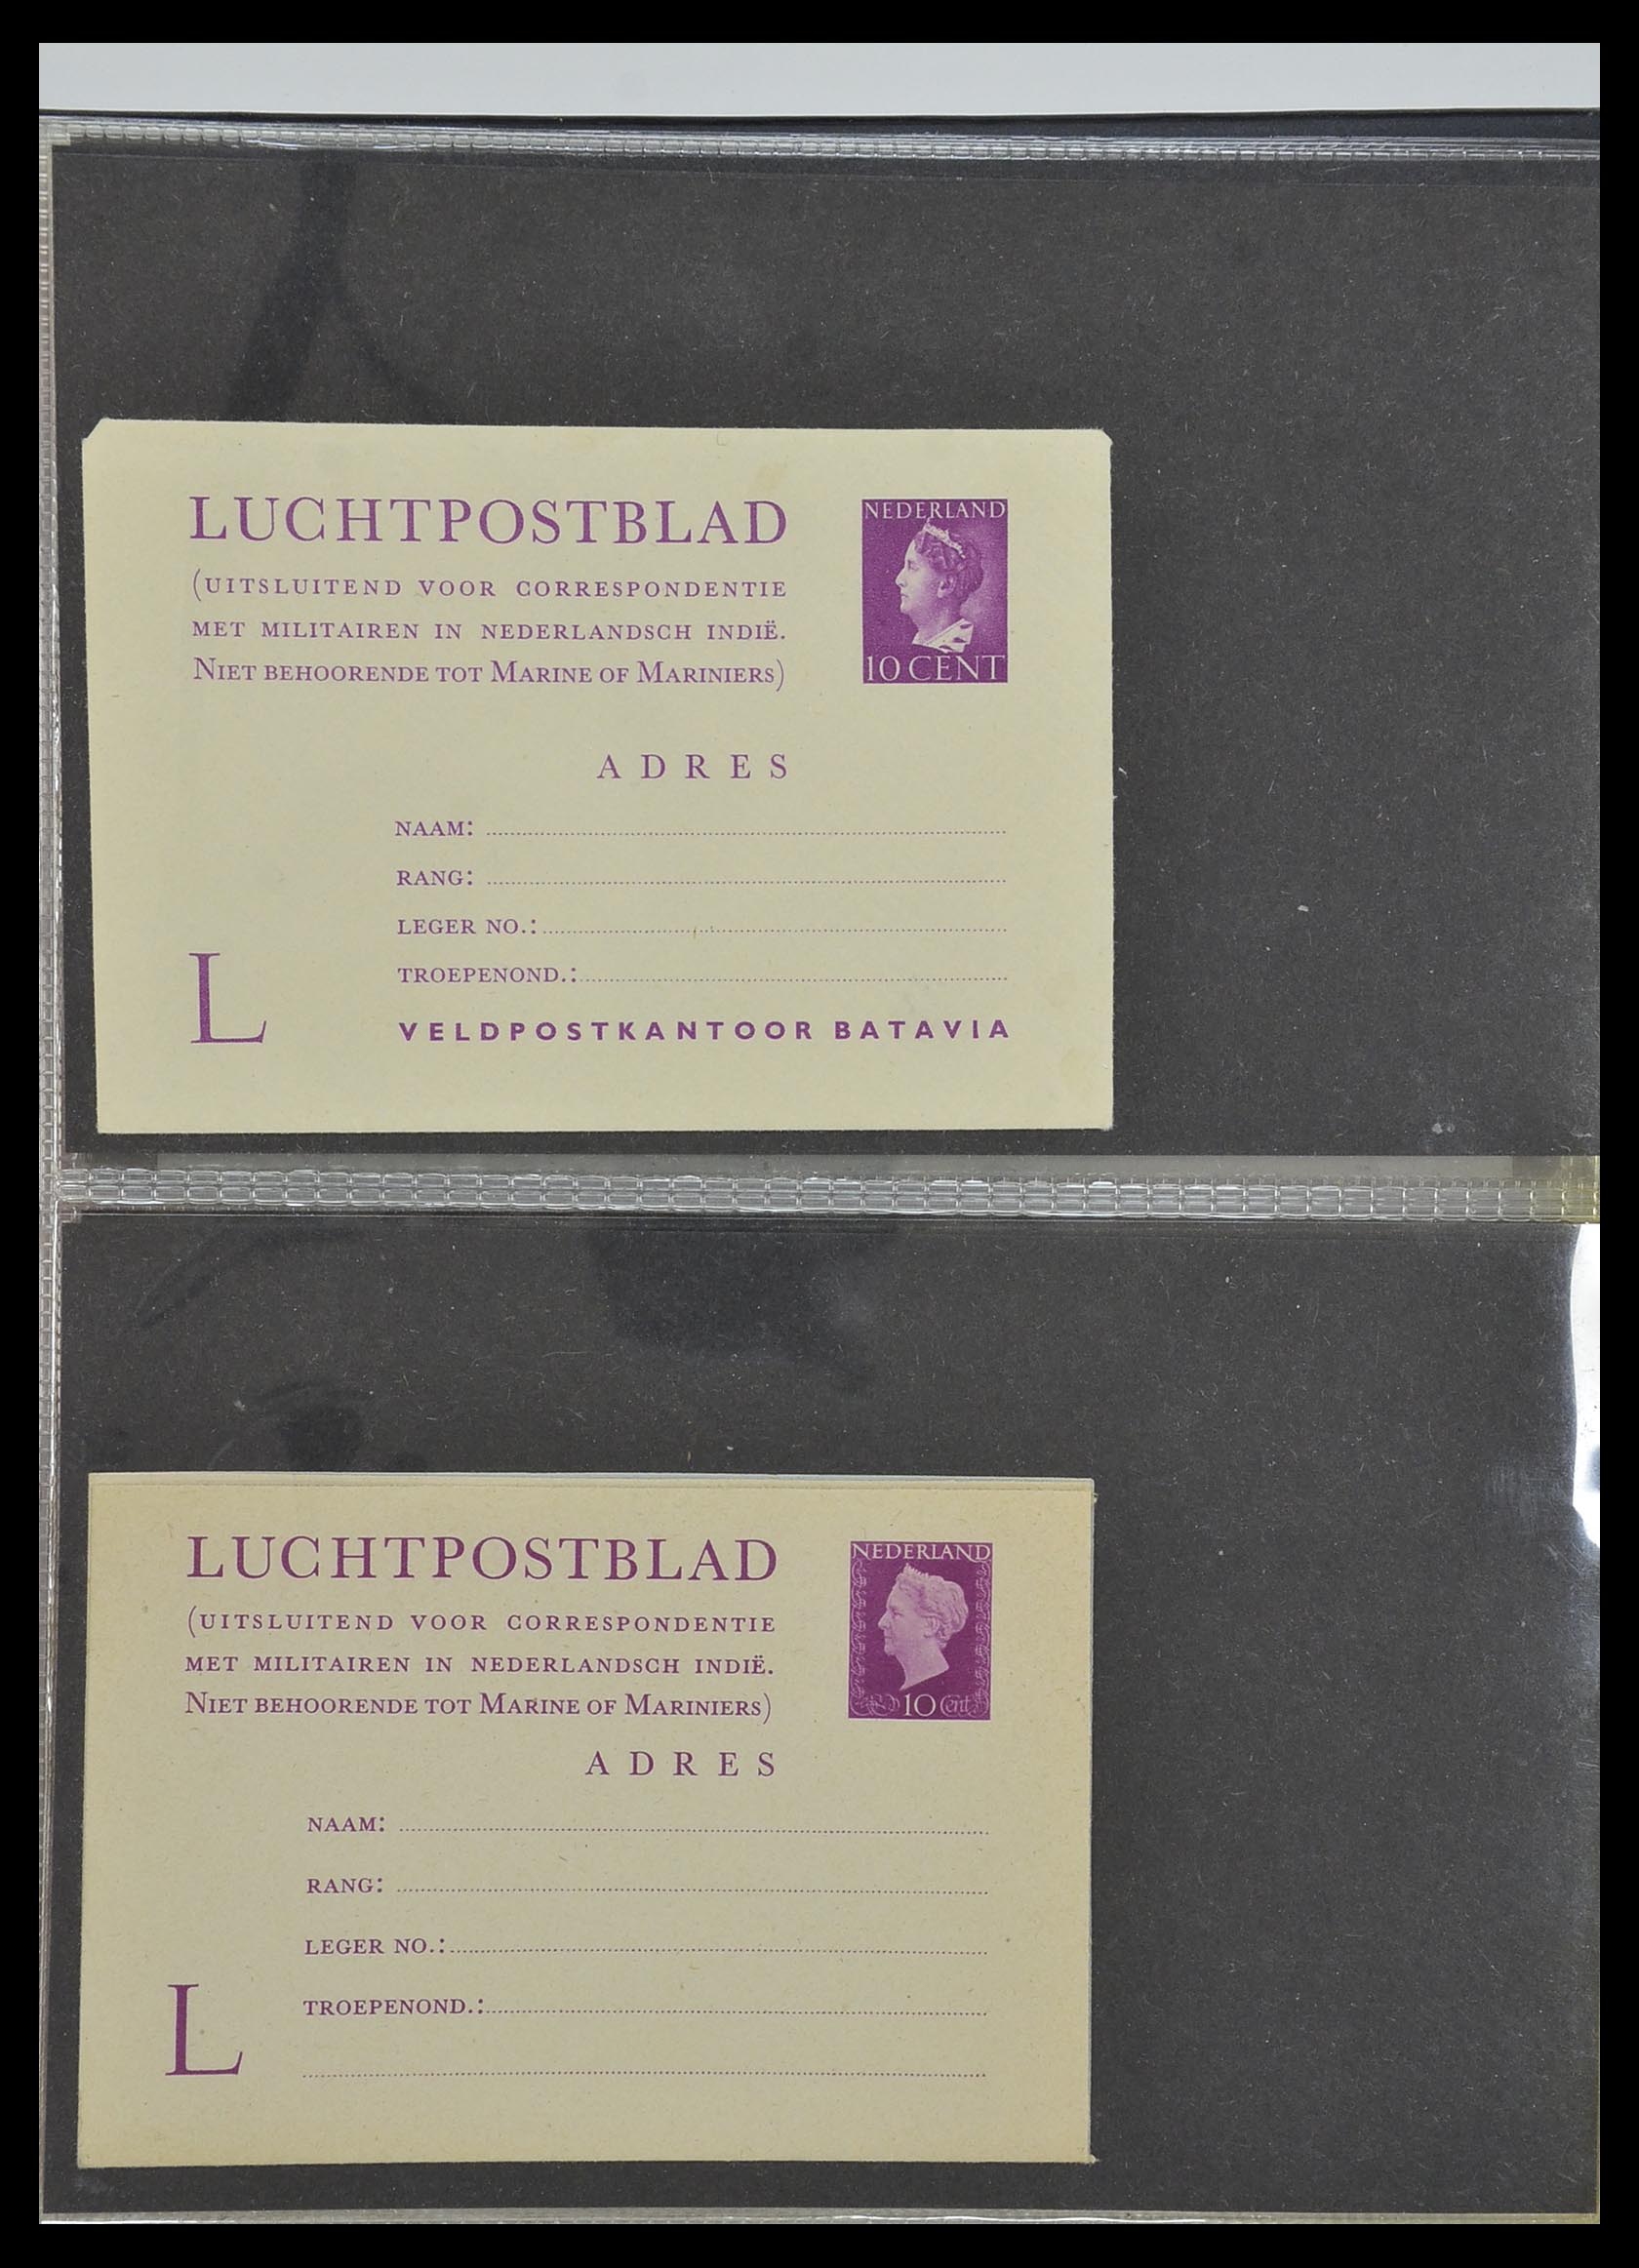 LUCHTPOSTBLAD
(UITSLUITEND VOOR CORRESPONDENTIE
MET MILITAIREN IN NEDERLANDSCH INDIË.
NIET BEHOORENDE TOT MARINE OF MARINIERS)
NEDERLAND
10 CENT
ADRES
NAAM:
RANG:
LEGER NO.:
TROEPENOND.:
L
VELDPOSTKANTOOR BATAVIA
LUCHTPOSTBLAD
(UITSLUITEND VOOR CORRESPONDENTIE
MET MILITAIREN IN NEDERLANDSCH INDIË.
NIET BEHOORENDE TOT MARINE OF MARINIERS)
NEDERLAND
10 Cent
ADRES
NAAM:
RANG:
LEGER NO.:
TROEPENOND.:
L